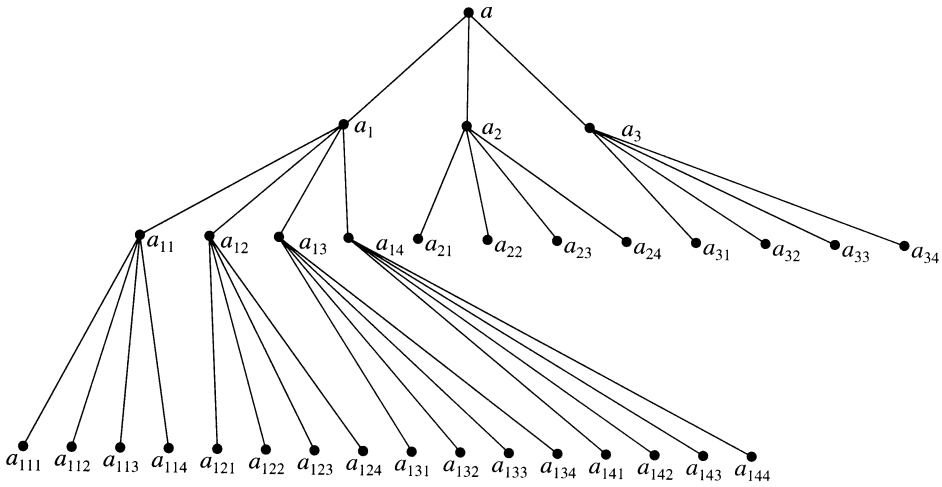 a
a₁ a₂ a₃
a₁₁ a₁₂ a₁₃ a₁₄ a₂₁ a₂₂ a₂₃ a₂₄ a₃₁ a₃₂ a₃₃ a₃₄
a₁₁₁ a₁₁₂ a₁₁₃ a₁₁₄ a₁₂₁ a₁₂₂ a₁₂₃ a₁₂₄ a₁₃₁ a₁₃₂ a₁₃₃ a₁₃₄ a₁₄₁ a₁₄₂ a₁₄₃ a₁₄₄